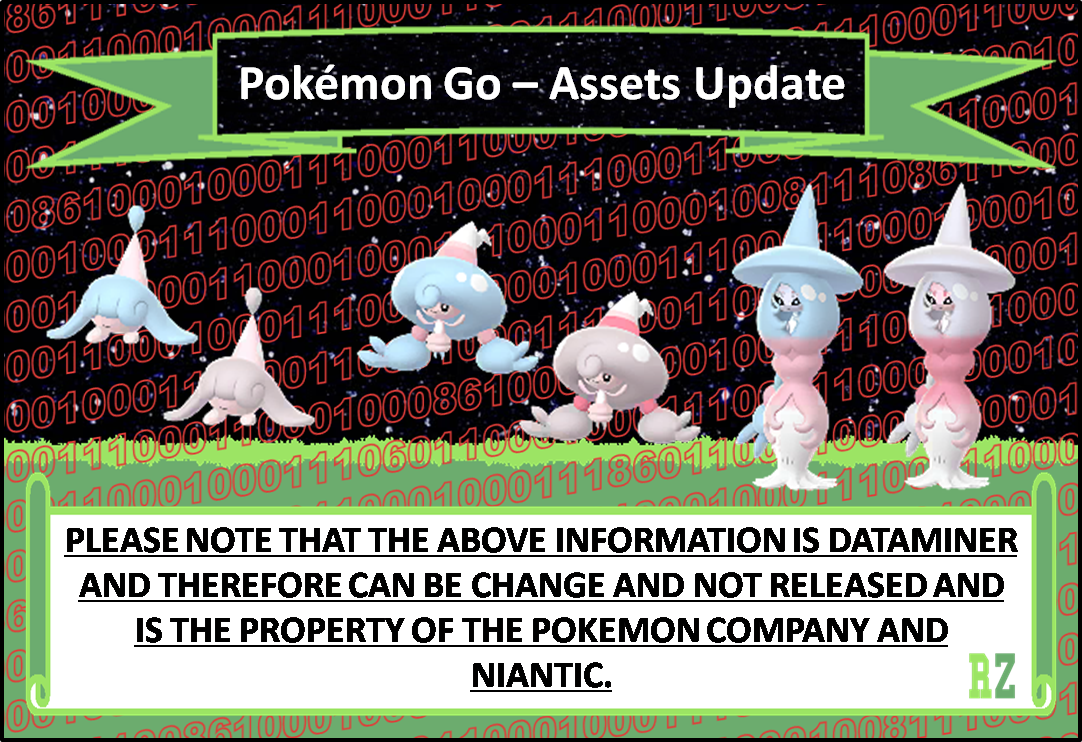 Pokémon Go – Assets Update
PLEASE NOTE THAT THE ABOVE INFORMATION IS DATAMINER
AND THEREFORE CAN BE CHANGE AND NOT RELEASED AND
IS THE PROPERTY OF THE POKEMON COMPANY AND
NIANTIC.
RZ